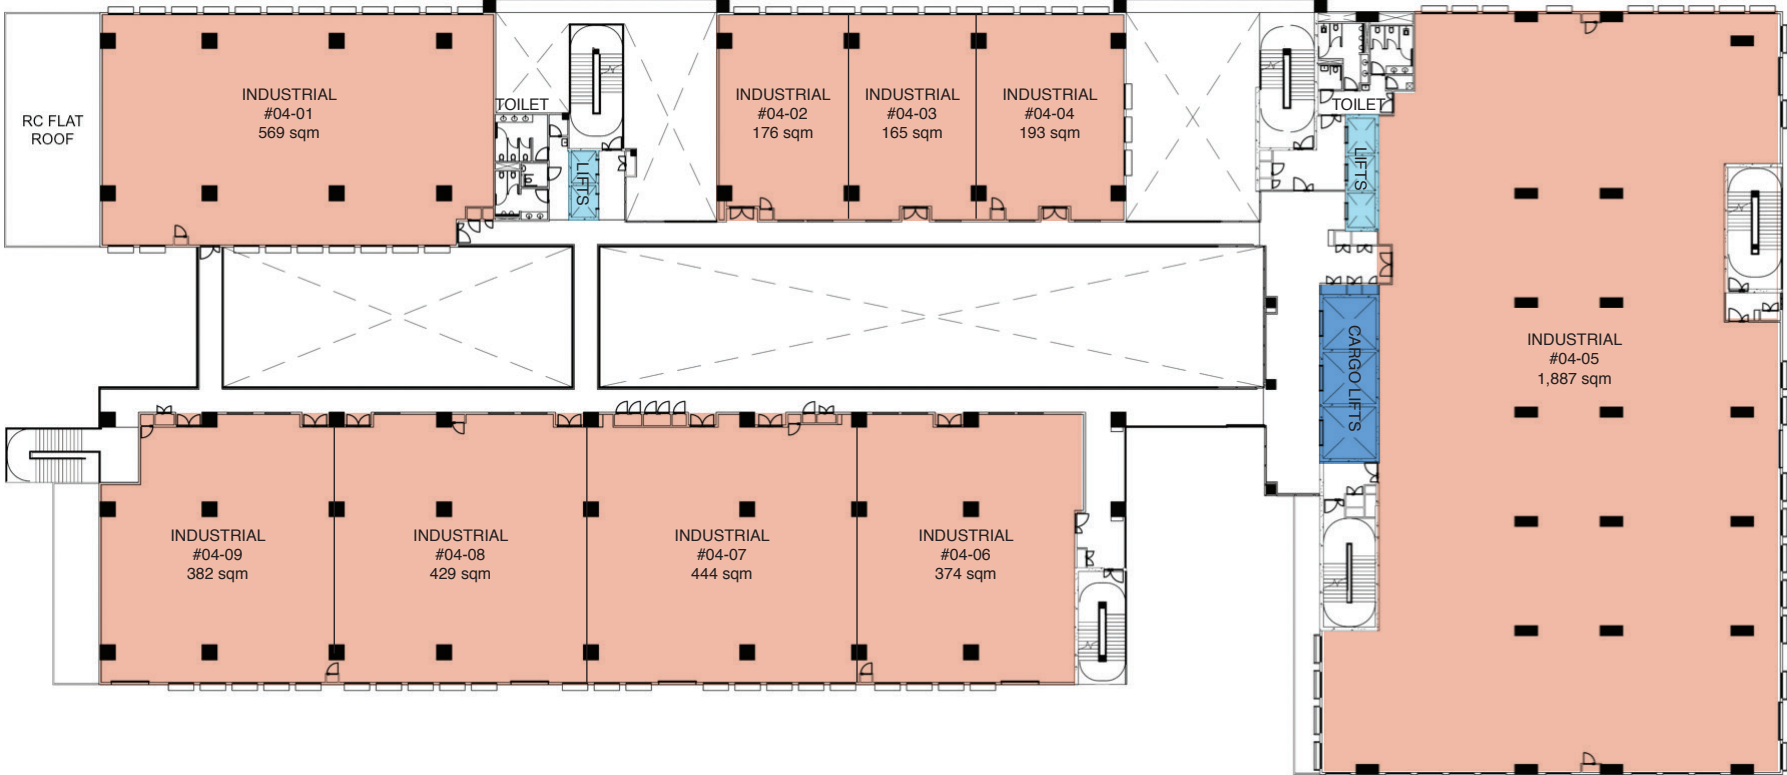 RC FLAT
ROOF
INDUSTRIAL
#04-01
569 sqm
TOILET
LIFTS
INDUSTRIAL
#04-02
176 sqm
INDUSTRIAL
#04-03
165 sqm
INDUSTRIAL
#04-04
193 sqm
TOILET
LIFTS
CARGO LIFTS
INDUSTRIAL
#04-05
1,887 sqm
INDUSTRIAL
#04-09
382 sqm
INDUSTRIAL
#04-08
429 sqm
INDUSTRIAL
#04-07
444 sqm
INDUSTRIAL
#04-06
374 sqm